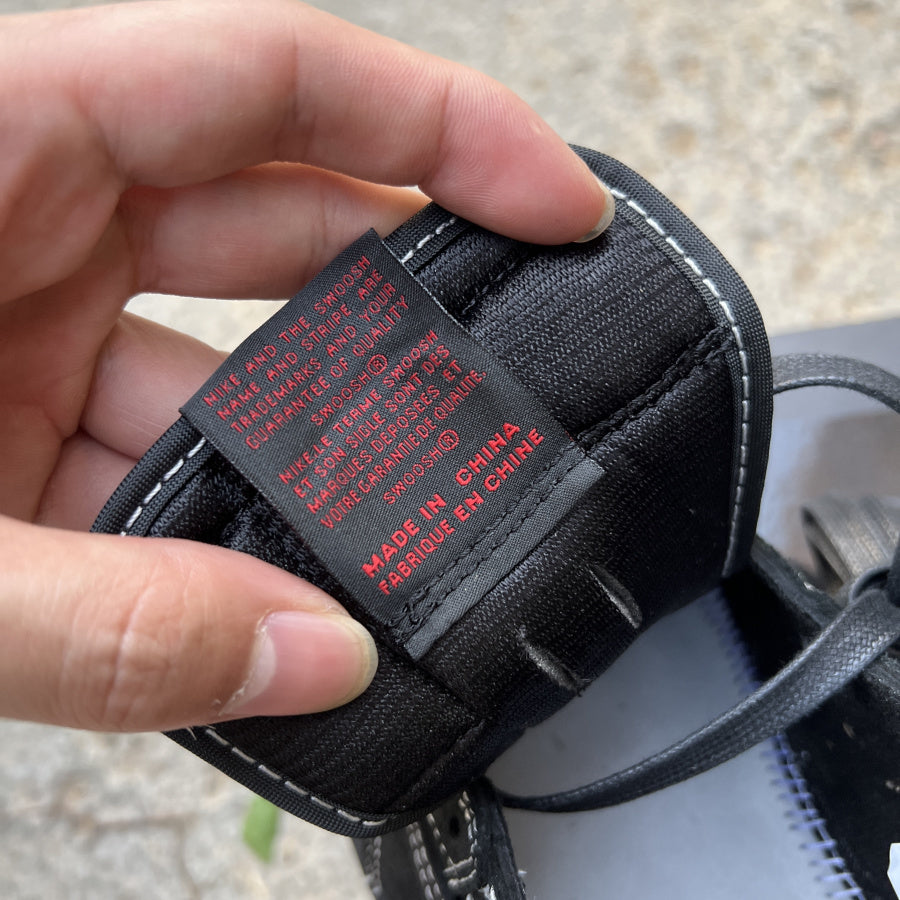 NIKE AND THE SWOOSH
NAME AND STRIPE ARE
TRADEMARKS AND YOUR
GUARANTEE OF QUALITY
SWOOSH®
NIKE.LE TERME SWOOSH
ET SON SIGLE SONT DES
MARQUES DEPOSEES ET
VOTRE GARANTIE DE QUALITE.
SWOOSH®
MADE IN CHINA
FABRIQUE EN CHINE